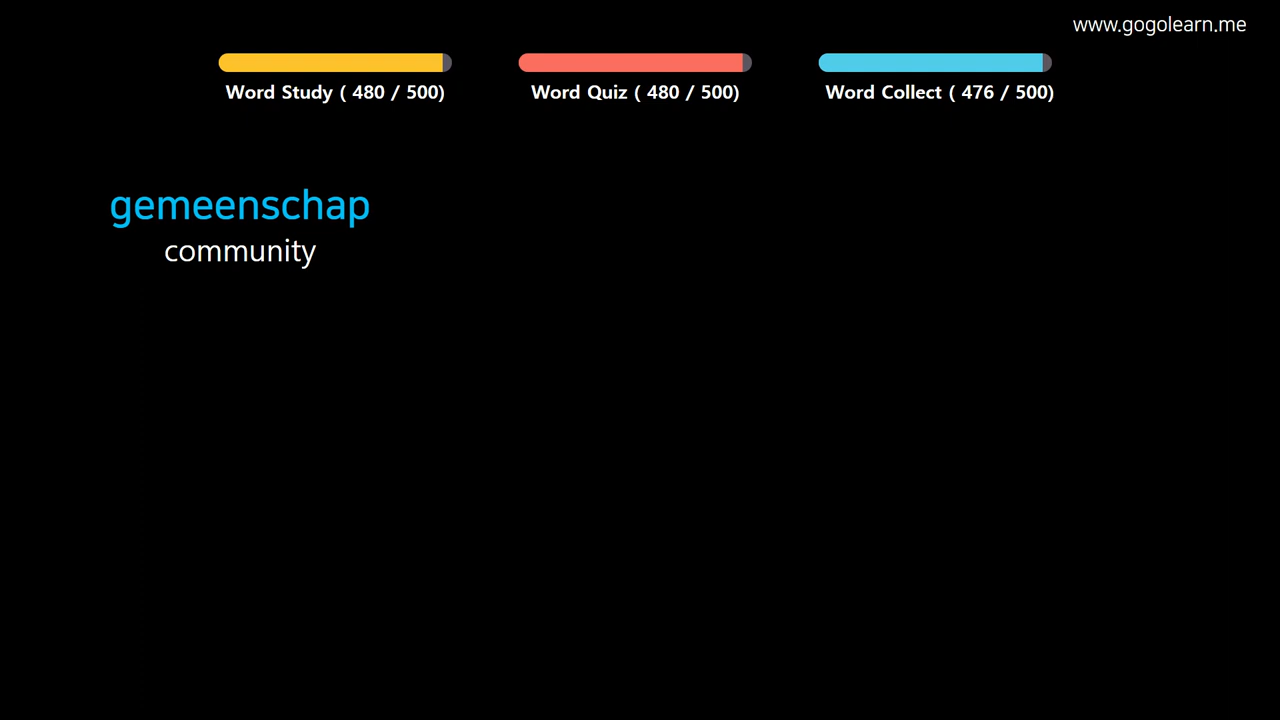 www.gogolearn.me
Word Study ( 480 / 500)
Word Quiz ( 480 / 500)
Word Collect ( 476 / 500)
gemeenschap
community